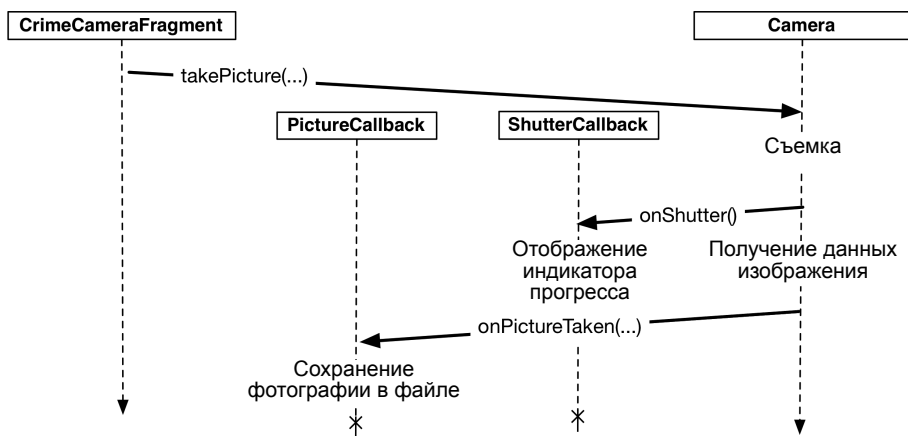 CrimeCameraFragment
Camera
takePicture(...)
PictureCallback
ShutterCallback
Съемка
onShutter()
Отображение
индикатора
прогресса
Получение данных
изображения
onPictureTaken(...)
Сохранение
фотографии в файле